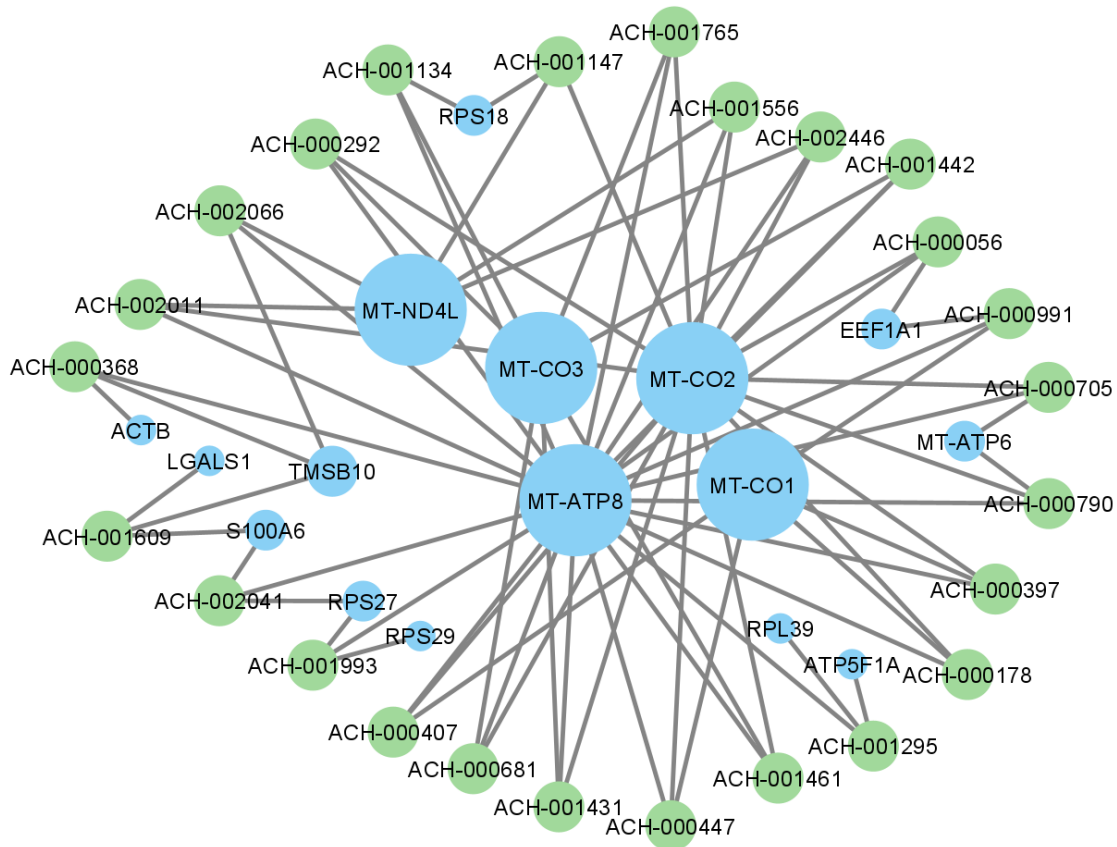 ACH-001765
ACH-001147
ACH-001134
ACH-001556
RPS18
ACH-002446
ACH-000292
ACH-001442
ACH-002066
ACH-000056
ACH-002011
MT-ND4L
ACH-000991
EEF1A1
ACH-000368
MT-CO3
MT-CO2
ACH-000705
ACTB
MT-ATP6
LGALS1
TMSB10
MT-CO1
MT-ATP8
ACH-000790
S100A6
ACH-001609
ACH-000397
ACH-002041
RPS27
RPS29
RPL39
ATP5F1A
ACH-001993
ACH-000178
ACH-000407
ACH-001295
ACH-000681
ACH-001461
ACH-001431
ACH-000447